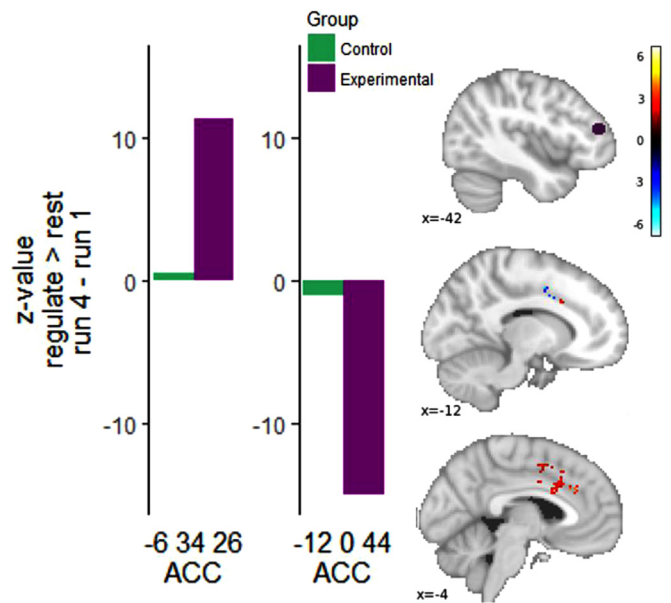 Group
Control
Experimental
z-value
regulate > rest
run 4 - run 1
10
0
-10
10
0
-10
-6 34 26
ACC
-12 0 44
ACC
6
3
0
3
-6
x=-42
x=-12
x=-4